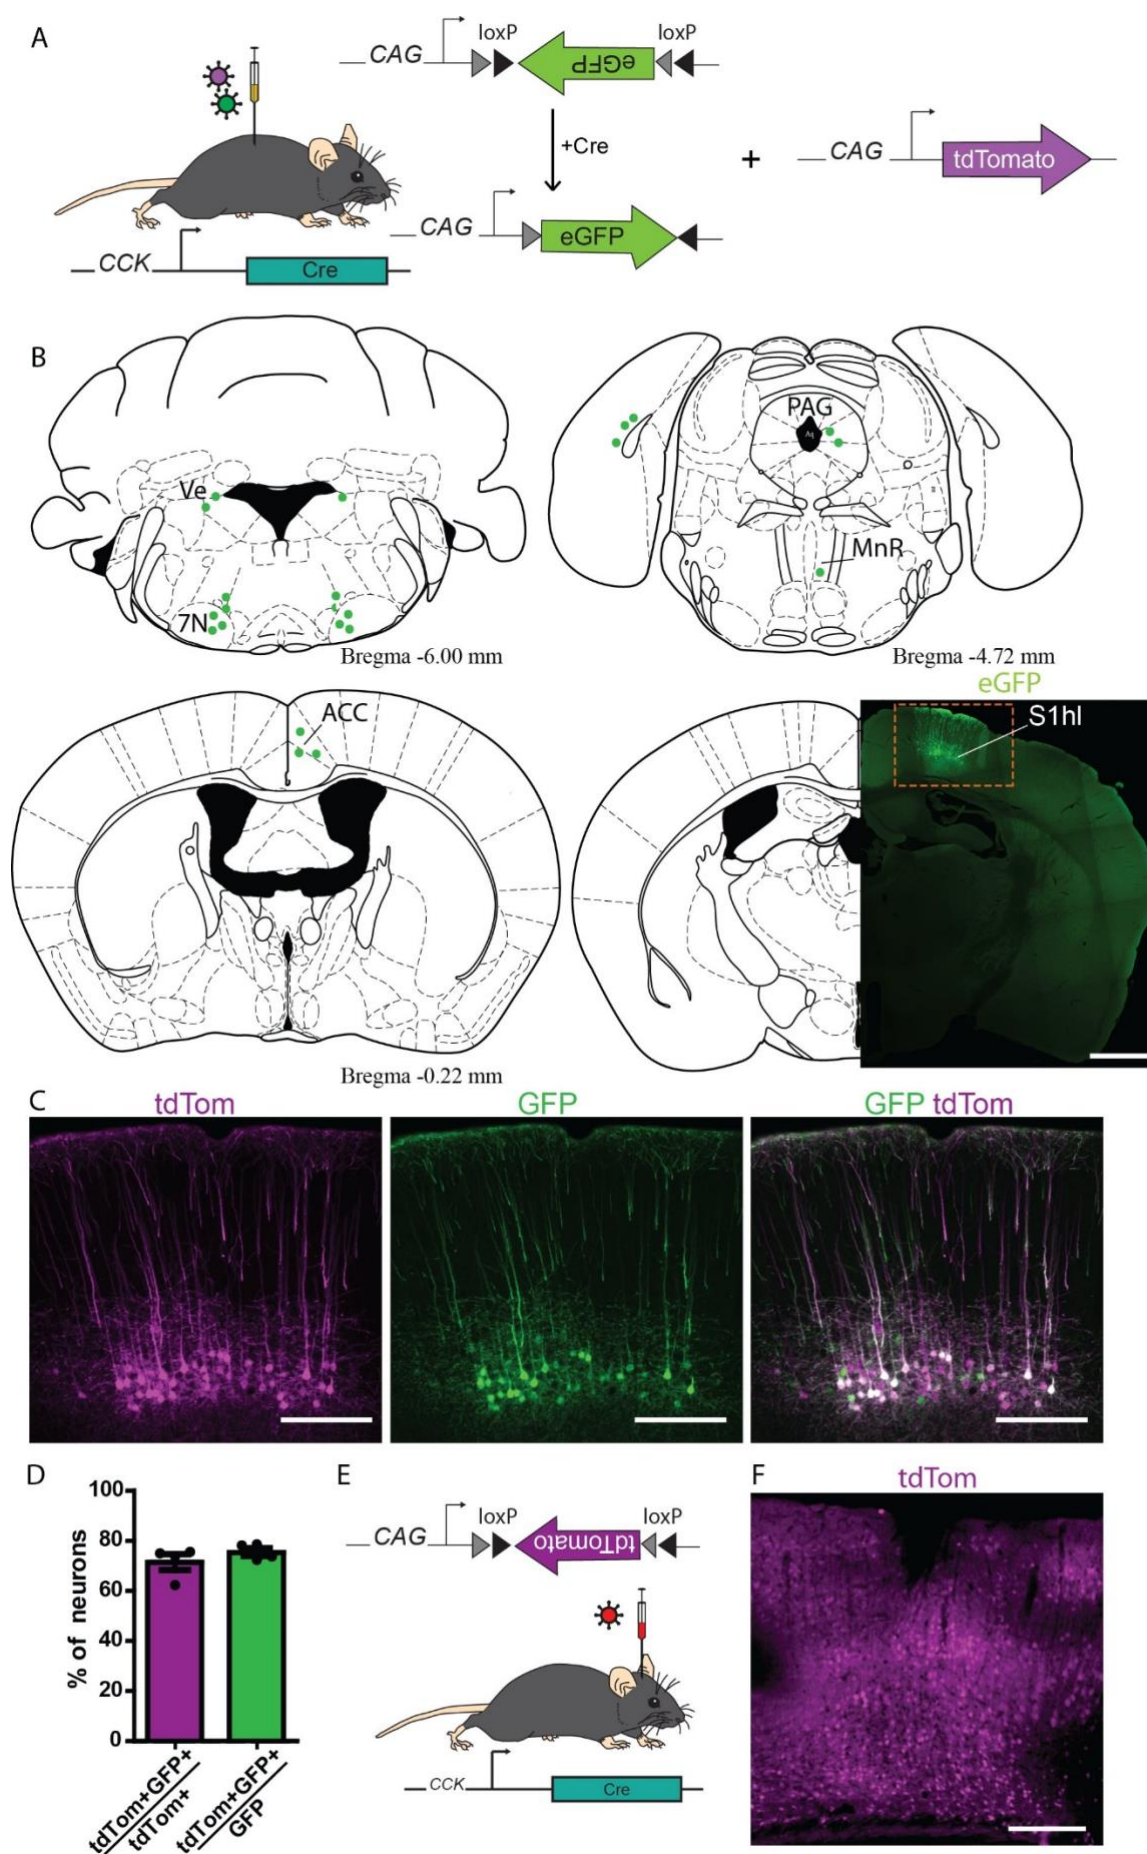 A
loxP loxP
CAG eGFP
+Cre
+ CAG tdTomato
CAG eGFP
CCK Cre
B
Ve
7N
Bregma -6.00 mm
PAG
Aq
MnR
Bregma -4.72 mm
ACC
Bregma -0.22 mm
eGFP
S1hl
C
tdTom GFP GFP tdTom
D
% of neurons
100
80
60
40
20
0
tdTom+GFP+
tdTom+
tdTom+GFP+
GFP
E
loxP loxP
CAG tdTomato
CCK Cre
F
tdTom